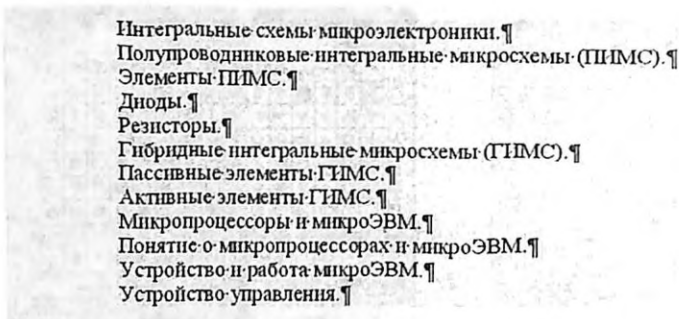 Интегральные·схемы·микроэлектроники.¶
Полупроводниковые·интегральные·микросхемы·(ПИМС).¶
Элементы·ПИМС.¶
Диоды.¶
Резисторы.¶
Гибридные·интегральные·микросхемы·(ГИМС).¶
Пассивные·элементы·ГИМС.¶
Активные·элементы·ГИМС.¶
Микропроцессоры·и·микроЭВМ.¶
Понятие·о·микропроцессорах·и·микроЭВМ.¶
Устройство·и·работа·микроЭВМ.¶
Устройство·управления.¶